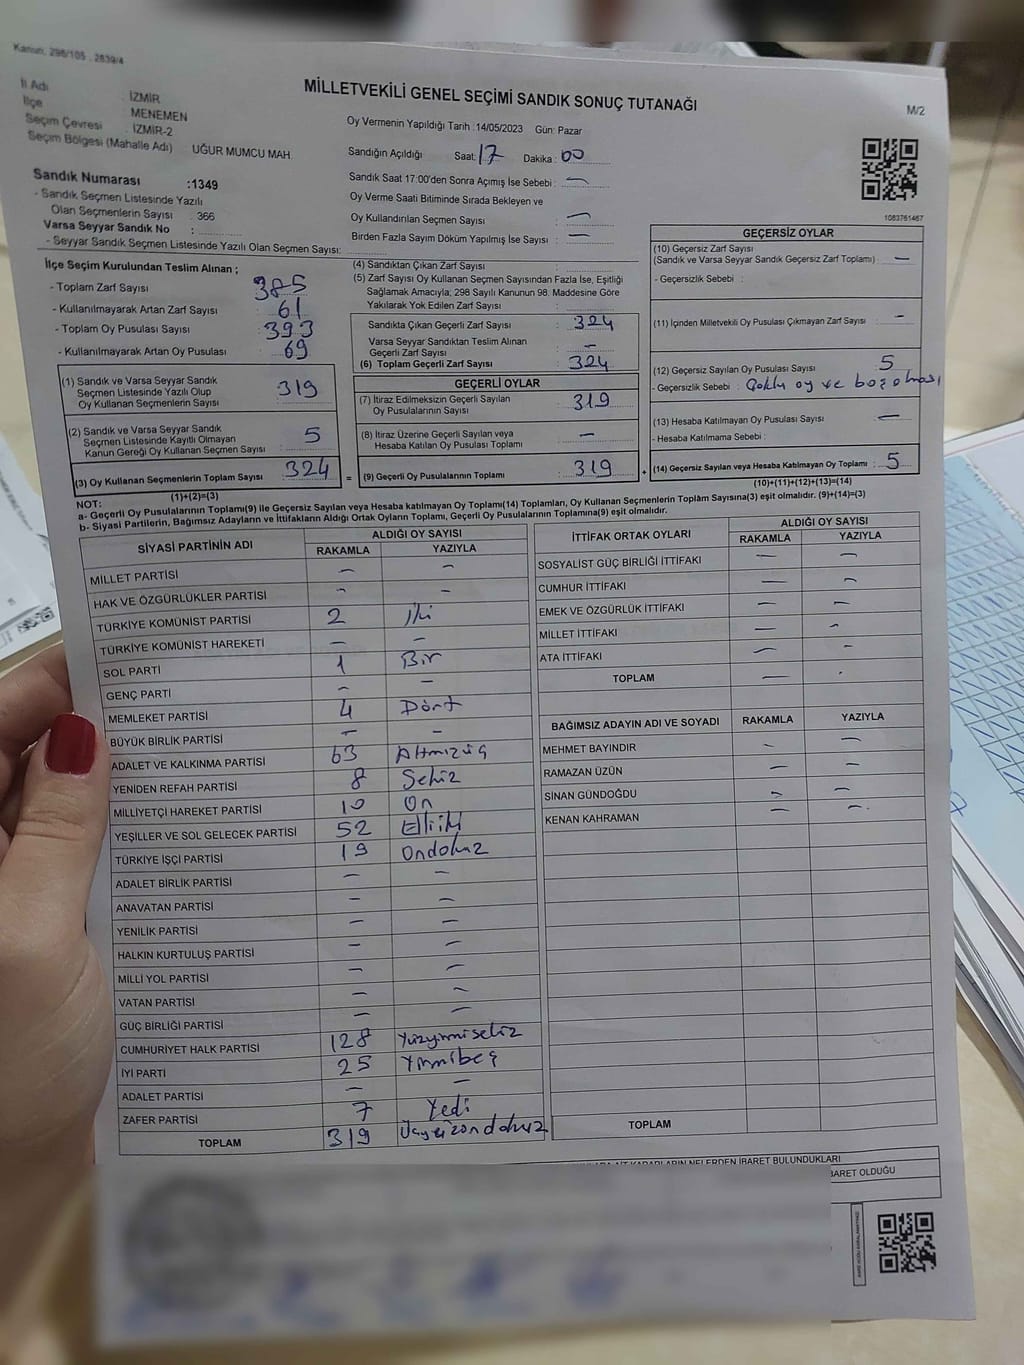 Kanun: 298/105 . 2839/4
MİLLETVEKİLİ GENEL SEÇİMİ SANDIK SONUÇ TUTANAĞI
M/2
İl Adı : İZMİR
İlçe : MENEMEN
Seçim Çevresi : İZMİR-2
Seçim Bölgesi (Mahalle Adı) : UĞUR MUMCU MAH.
Oy Vermenin Yapıldığı Tarih :14/05/2023 Gün: Pazar
Sandığın Açıldığı Saat: 17 Dakika : 00
Sandık Saat 17:00'den Sonra Açımış İse Sebebi : —
Oy Verme Saati Bitiminde Sırada Bekleyen ve
Oy Kullandırılan Seçmen Sayısı : —
Birden Fazla Sayım Döküm Yapılmış İse Sayısı : —
1083761467
Sandık Numarası :1349
- Sandık Seçmen Listesinde Yazılı
Olan Seçmenlerin Sayısı : 366
Varsa Seyyar Sandık No :
- Seyyar Sandık Seçmen Listesinde Yazılı Olan Seçmen Sayısı:
İlçe Seçim Kurulundan Teslim Alınan ;
- Toplam Zarf Sayısı : 385
- Kullanılmayarak Artan Zarf Sayısı : 61
- Toplam Oy Pusulası Sayısı : 393
- Kullanılmayarak Artan Oy Pusulası : 69
(1) Sandık ve Varsa Seyyar Sandık
Seçmen Listesinde Yazılı Olup
Oy Kullanan Seçmenlerin Sayısı : 319
(2) Sandık ve Varsa Seyyar Sandık
Seçmen Listesinde Kayıtlı Olmayan
Kanun Gereği Oy Kullanan Seçmen Sayısı : 5
(3) Oy Kullanan Seçmenlerin Toplam Sayısı : 324
(1)+(2)=(3)
(4) Sandıktan Çıkan Zarf Sayısı :
(5) Zarf Sayısı Oy Kullanan Seçmen Sayısından Fazla İse, Eşitliği
Sağlamak Amacıyla; 298 Sayılı Kanunun 98. Maddesine Göre
Yakılarak Yok Edilen Zarf Sayısı :
Sandıkta Çıkan Geçerli Zarf Sayısı : 324
Varsa Seyyar Sandıktan Teslim Alınan
Geçerli Zarf Sayısı : —
(6) Toplam Geçerli Zarf Sayısı : 324
GEÇERLİ OYLAR
(7) İtiraz Edilmeksizin Geçerli Sayılan
Oy Pusulalarının Sayısı : 319
(8) İtiraz Üzerine Geçerli Sayılan veya
Hesaba Katılan Oy Pusulası Toplamı : —
= (9) Geçerli Oy Pusulalarının Toplamı : 319
GEÇERSİZ OYLAR
(10) Geçersiz Zarf Sayısı
(Sandık ve Varsa Seyyar Sandık Geçersiz Zarf Toplamı) : —
- Geçersizlik Sebebi :
(11) İçinden Milletvekili Oy Pusulası Çıkmayan Zarf Sayısı : -
(12) Geçersiz Sayılan Oy Pusulası Sayısı : 5
- Geçersizlik Sebebi : Çoklu oy ve boş olması
(13) Hesaba Katılmayan Oy Pusulası Sayısı : —
- Hesaba Katılmama Sebebi :
+ (14) Geçersiz Sayılan veya Hesaba Katılmayan Oy Toplamı : 5
(10)+(11)+(12)+(13)=(14)
NOT:
a- Geçerli Oy Pusulalarının Toplamı(9) ile Geçersiz Sayılan veya Hesaba katılmayan Oy Toplamı(14) Toplamları, Oy Kullanan Seçmenlerin Toplam Sayısına(3) eşit olmalıdır. (9)+(14)=(3)
b- Siyasi Partilerin, Bağımsız Adayların ve İttifakların Aldığı Ortak Oyların Toplamı, Geçerli Oy Pusulalarının Toplamına(9) eşit olmalıdır.
SİYASİ PARTİNİN ADI ALDIĞI OY SAYISI
RAKAMLA YAZIYLA
MİLLET PARTİSİ — —
HAK VE ÖZGÜRLÜKLER PARTİSİ - —
TÜRKİYE KOMÜNİST PARTİSİ 2 iki
TÜRKİYE KOMÜNİST HAREKETİ — —
SOL PARTİ 1 Bir
GENÇ PARTİ — —
MEMLEKET PARTİSİ 4 Dört
BÜYÜK BİRLİK PARTİSİ — —
ADALET VE KALKINMA PARTİSİ 63 Altmışüç
YENİDEN REFAH PARTİSİ 8 Sekiz
MİLLİYETÇİ HAREKET PARTİSİ 10 On
YEŞİLLER VE SOL GELECEK PARTİSİ 52 Elliiki
TÜRKİYE İŞÇİ PARTİSİ 19 Ondokuz
ADALET BİRLİK PARTİSİ — —
ANAVATAN PARTİSİ — —
YENİLİK PARTİSİ — —
HALKIN KURTULUŞ PARTİSİ — —
MİLLİ YOL PARTİSİ — —
VATAN PARTİSİ — —
GÜÇ BİRLİĞİ PARTİSİ — —
CUMHURİYET HALK PARTİSİ 128 Yüzyirmisekiz
İYİ PARTİ 25 Yirmibeş
ADALET PARTİSİ — —
ZAFER PARTİSİ 7 Yedi
TOPLAM 319 Üçyüzondokuz
İTTİFAK ORTAK OYLARI ALDIĞI OY SAYISI
RAKAMLA YAZIYLA
SOSYALİST GÜÇ BİRLİĞİ İTTİFAKI — —
CUMHUR İTTİFAKI — —
EMEK VE ÖZGÜRLÜK İTTİFAKI — —
MİLLET İTTİFAKI — -
ATA İTTİFAKI — -
TOPLAM — .
BAĞIMSIZ ADAYIN ADI VE SOYADI RAKAMLA YAZIYLA
MEHMET BAYINDIR - —
RAMAZAN ÜZÜN — —
SİNAN GÜNDOĞDU — —
KENAN KAHRAMAN — —
TOPLAM
NELERDEN İBARET BULUNDUKLARI
BARET OLDUĞU